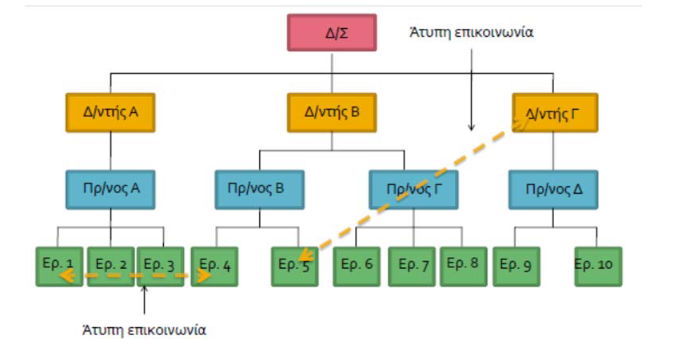 Δ/Σ
Άτυπη επικοινωνία
Δ/ντής Α
Δ/ντής Β
Δ/ντής Γ
Πρ/νος Α
Πρ/νος Β
Πρ/νος Γ
Πρ/νος Δ
Ερ. 1
Ερ. 2
Ερ. 3
Ερ. 4
Ερ. 5
Ερ. 6
Ερ. 7
Ερ. 8
Ερ. 9
Ερ. 10
Άτυπη επικοινωνία